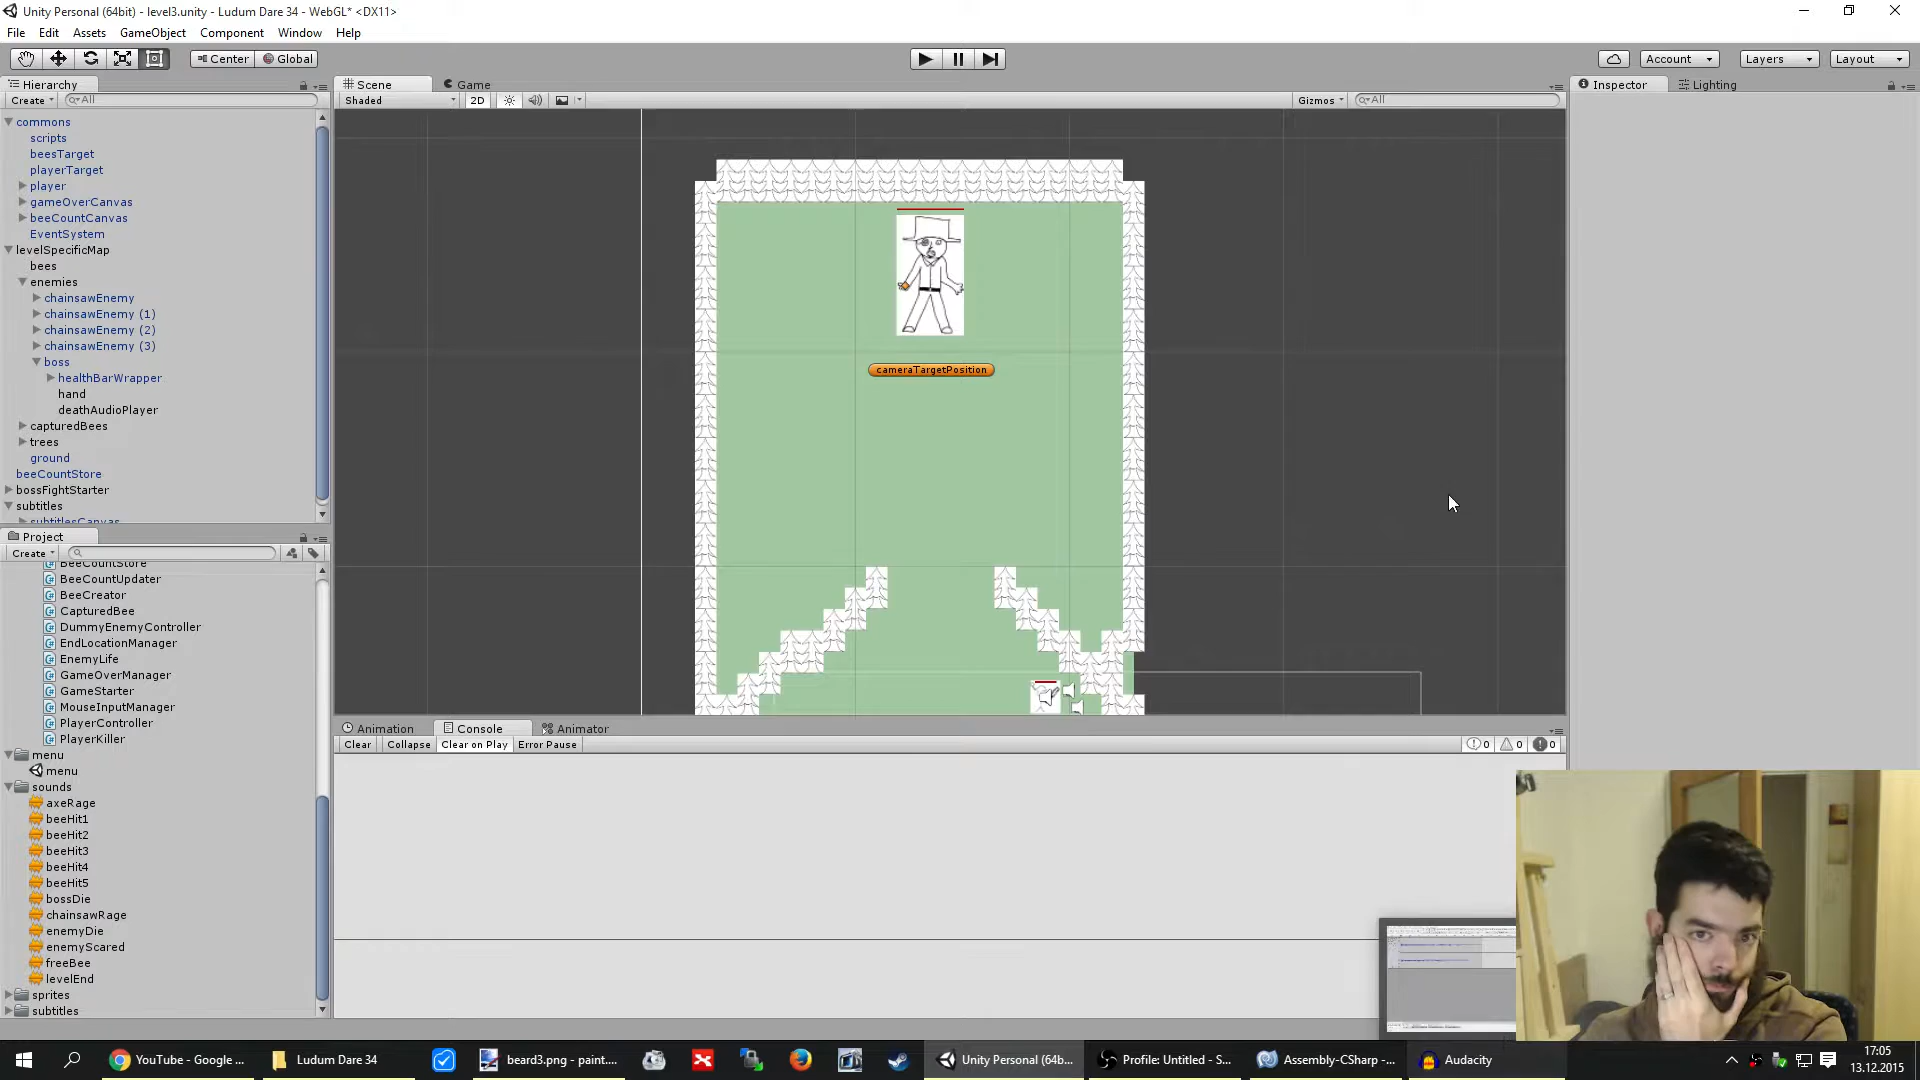 Unity Personal (64bit) - level3.unity - Ludum Dare 34 - WebGL* <DX11>
File Edit Assets GameObject Component Window Help
Center Global Account Layers Layout
Hierarchy
Create All
commons
scripts
beesTarget
playerTarget
player
gameOverCanvas
beeCountCanvas
EventSystem
levelSpecificMap
bees
enemies
chainsawEnemy
chainsawEnemy (1)
chainsawEnemy (2)
chainsawEnemy (3)
boss
healthBarWrapper
hand
deathAudioPlayer
capturedBees
trees
ground
beeCountStore
bossFightStarter
subtitles
subtitlesCanvas
Project
Create
BeeCountStore
BeeCountUpdater
BeeCreator
CapturedBee
DummyEnemyController
EndLocationManager
EnemyLife
GameOverManager
GameStarter
MouseInputManager
PlayerController
PlayerKiller
menu
menu
sounds
axeRage
beeHit1
beeHit2
beeHit3
beeHit4
beeHit5
bossDie
chainsawRage
enemyDie
enemyScared
freeBee
levelEnd
sprites
subtitles
Scene Game
Shaded 2D Gizmos All
cameraTargetPosition
Animation Console Animator
Clear Collapse Clear on Play Error Pause 0 0 0
Inspector Lighting
YouTube - Google ... Ludum Dare 34 beard3.png - paint.... Unity Personal (64b... Profile: Untitled - S... Assembly-CSharp -... Audacity
17:05
13.12.2015